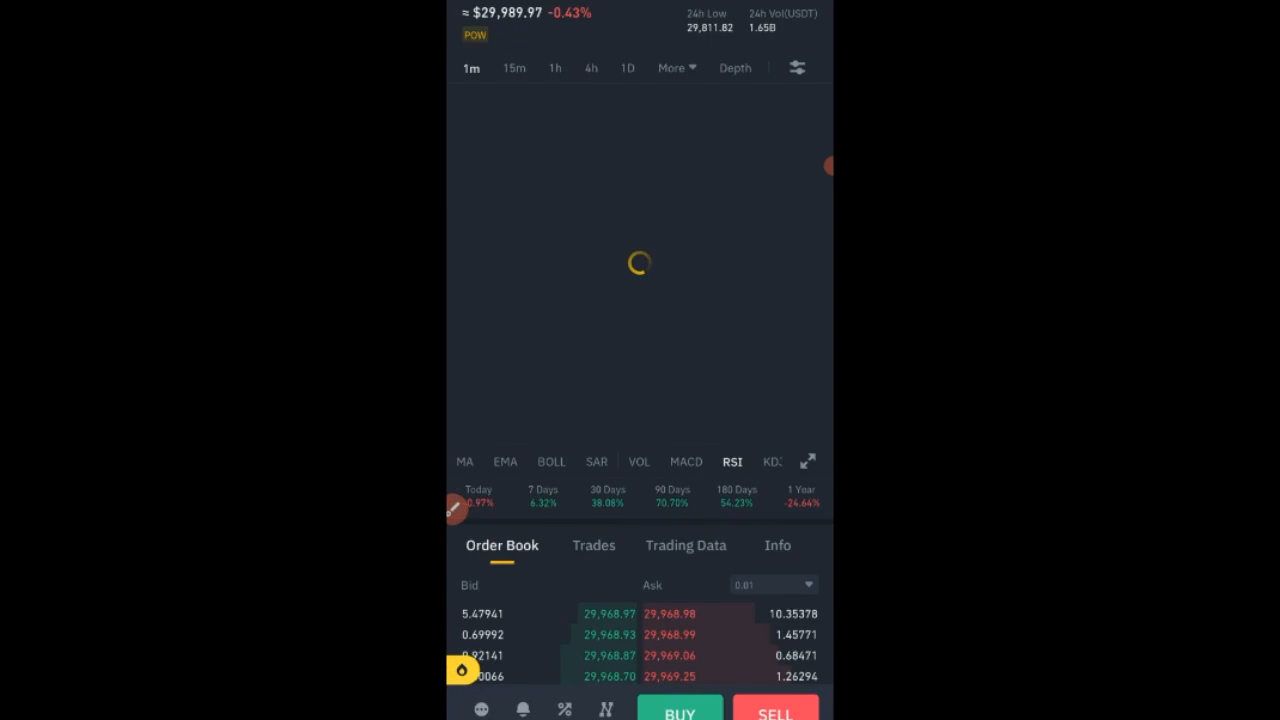 ≈ $29,989.97 -0.43%
24h Low 24h Vol(USDT)
29,811.82 1.65B
POW
1m 15m 1h 4h 1D More Depth
MA EMA BOLL SAR VOL MACD RSI
Today 7 Days 30 Days 90 Days 180 Days 1 Year
0.97% 6.32% 38.08% 70.70% 54.23% -24.64%
Order Book Trades Trading Data Info
Bid Ask 0.01
5.47941 29,968.97 29,968.98 10.35378
0.69992 29,968.93 29,968.99 1.45771
0.92141 29,968.87 29,969.06 0.68471
0066 29,968.70 29,969.25 1.26294
BUY SELL